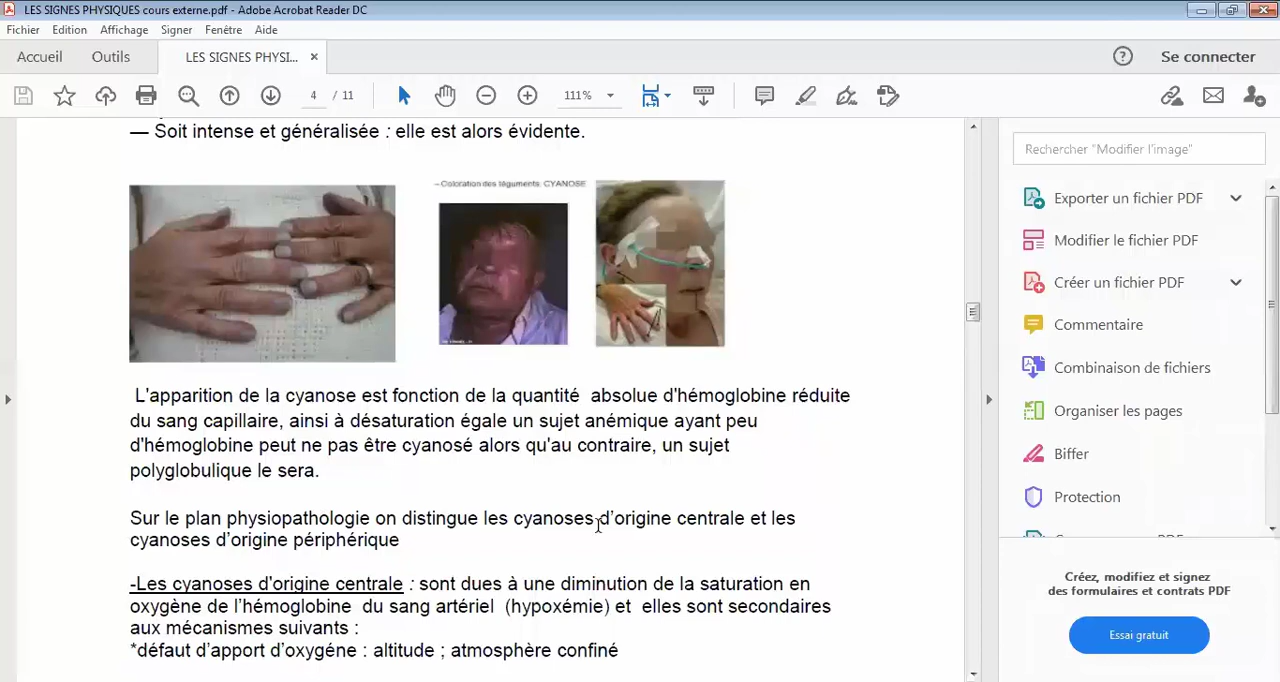 LES SIGNES PHYSIQUES cours externe.pdf - Adobe Acrobat Reader DC
Fichier Edition Affichage Signer Fenêtre Aide
Accueil Outils LES SIGNES PHYSI... × Se connecter
4 / 11 111%
— Soit intense et généralisée : elle est alors évidente.
– Coloration des téguments: CYANOSE
L'apparition de la cyanose est fonction de la quantité absolue d'hémoglobine réduite
du sang capillaire, ainsi à désaturation égale un sujet anémique ayant peu
d'hémoglobine peut ne pas être cyanosé alors qu'au contraire, un sujet
polyglobulique le sera.
Sur le plan physiopathologie on distingue les cyanoses d'origine centrale et les
cyanoses d'origine périphérique
-Les cyanoses d'origine centrale : sont dues à une diminution de la saturation en
oxygène de l'hémoglobine du sang artériel (hypoxémie) et elles sont secondaires
aux mécanismes suivants :
*défaut d'apport d'oxygéne : altitude ; atmosphère confiné
Rechercher "Modifier l'image"
Exporter un fichier PDF
Modifier le fichier PDF
Créer un fichier PDF
Commentaire
Combinaison de fichiers
Organiser les pages
Biffer
Protection
Créez, modifiez et signez
des formulaires et contrats PDF
Essai gratuit